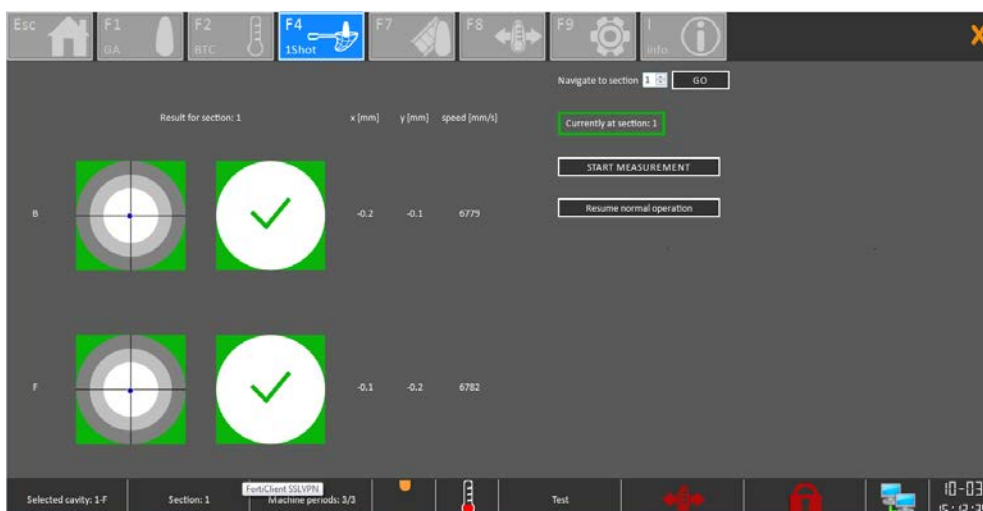 Esc
F1
GA
F2
BTC
F4
1Shot
F7
F8
F9
I
info
X
Navigate to section 1 GO
Result for section: 1 x [mm] y [mm] speed [mm/s]
Currently at section: 1
START MEASUREMENT
Resume normal operation
B -0.2 -0.1 6779
F -0.1 -0.2 6782
FortiClient SSLVPN
Selected cavity: 1-F Section: 1 Machine periods: 3/3 Test
10-03